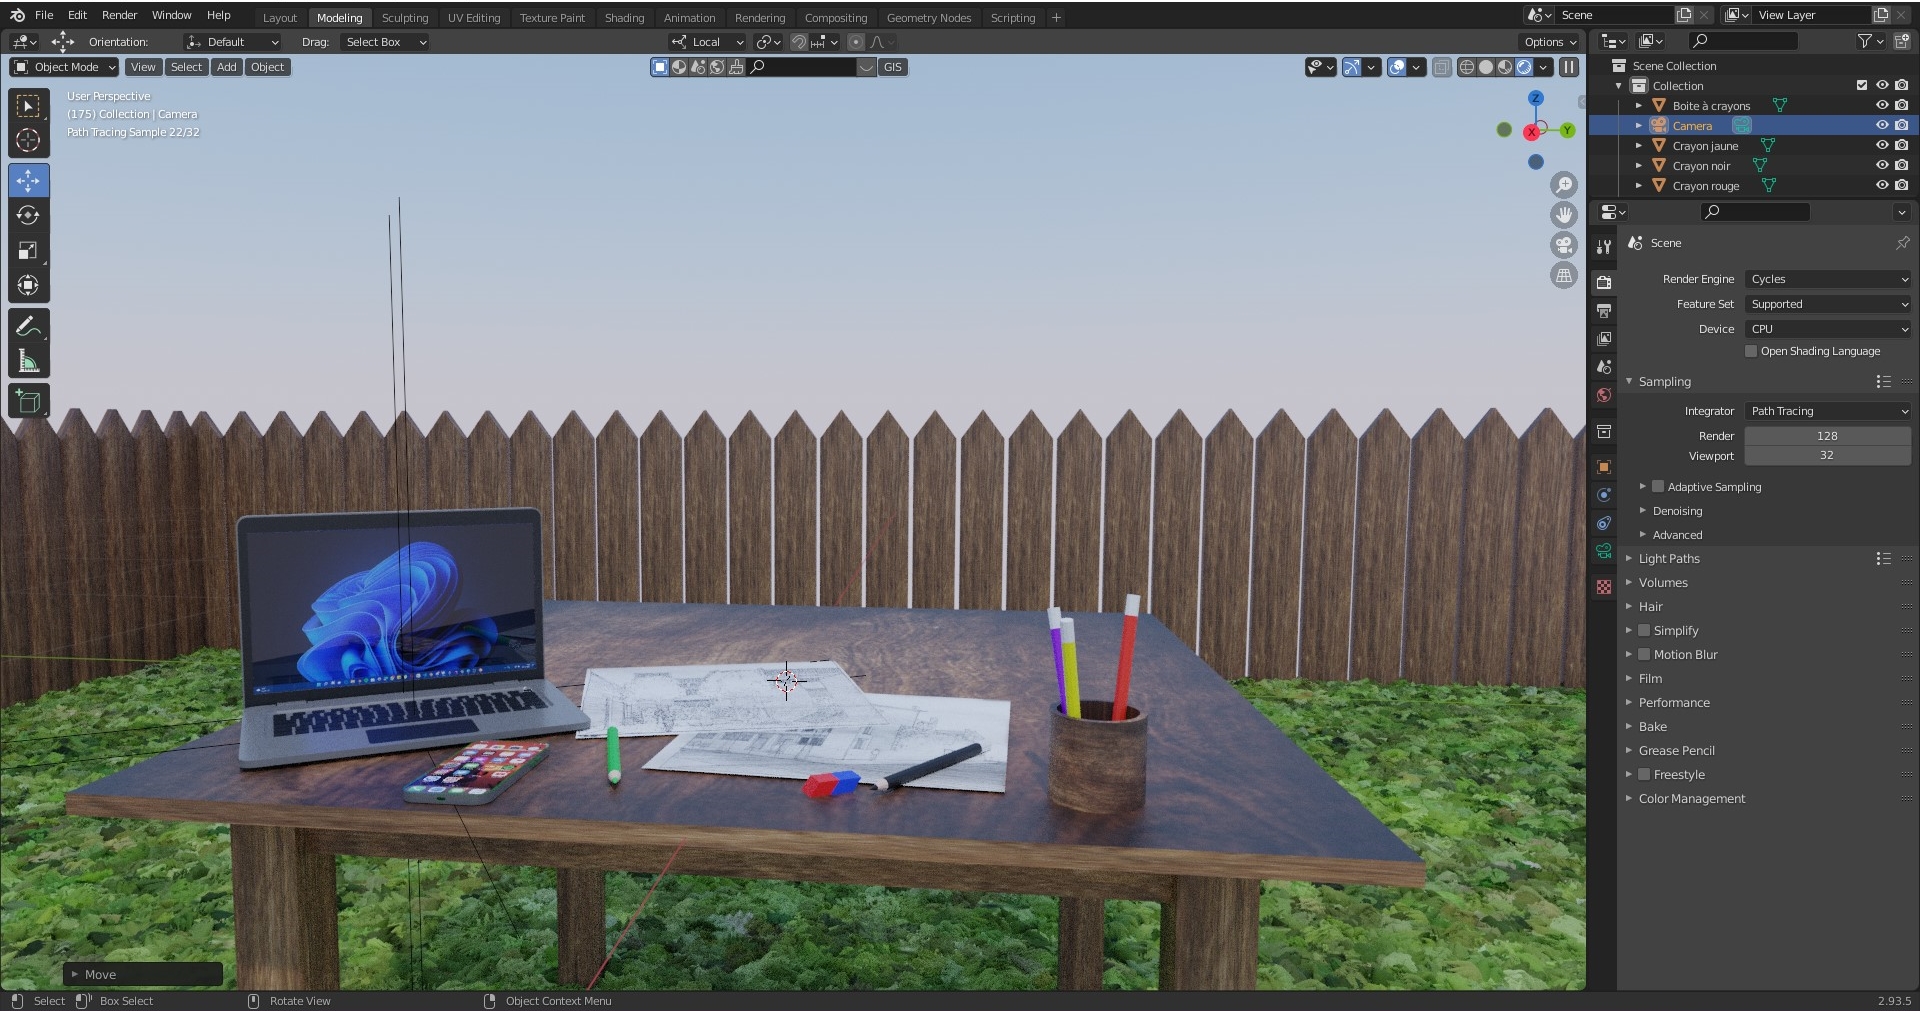 File Edit Render Window Help Layout Modeling Sculpting UV Editing Texture Paint Shading Animation Rendering Compositing Geometry Nodes Scripting + Scene View Layer
Orientation: Default Drag: Select Box Local Options
Object Mode View Select Add Object GIS
User Perspective
(175) Collection | Camera
Path Tracing Sample 22/32
Z
X
Y
Scene Collection
Collection
Boite à crayons
Camera
Crayon jaune
Crayon noir
Crayon rouge
Scene
Render Engine Cycles
Feature Set Supported
Device CPU
Open Shading Language
Sampling
Integrator Path Tracing
Render 128
Viewport 32
Adaptive Sampling
Denoising
Advanced
Light Paths
Volumes
Hair
Simplify
Motion Blur
Film
Performance
Bake
Grease Pencil
Freestyle
Color Management
Move
Select Box Select Rotate View Object Context Menu 2.93.5